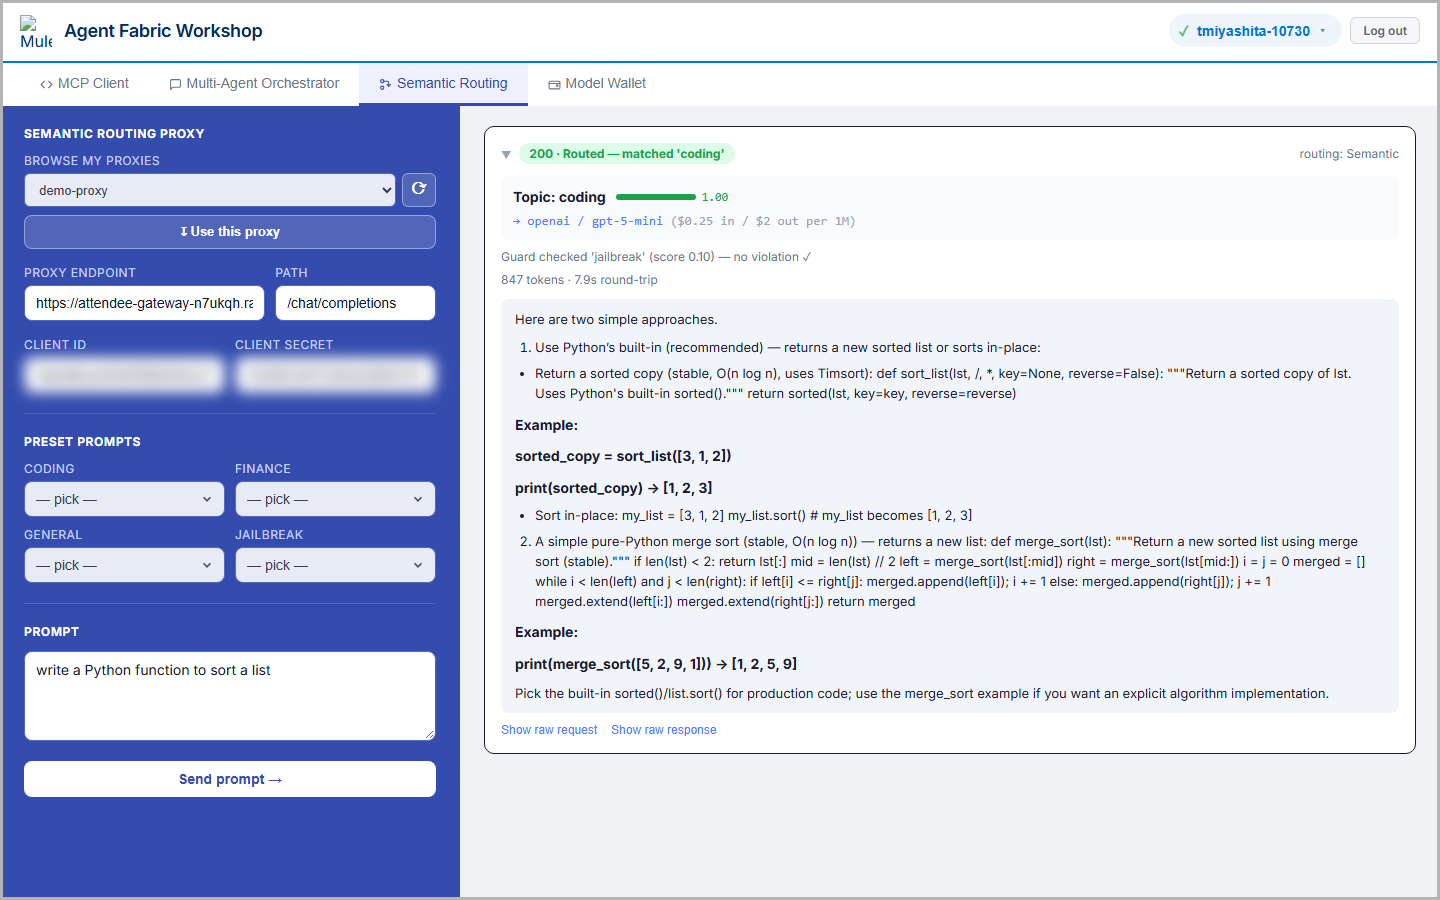 Mule
Agent Fabric Workshop
✓ tmiyashita-10730
Log out
MCP Client
Multi-Agent Orchestrator
Semantic Routing
Model Wallet
SEMANTIC ROUTING PROXY
BROWSE MY PROXIES
demo-proxy
↧ Use this proxy
PROXY ENDPOINT
PATH
https://attendee-gateway-n7ukqh.ra
/chat/completions
CLIENT ID
CLIENT SECRET
PRESET PROMPTS
CODING
FINANCE
— pick —
— pick —
GENERAL
JAILBREAK
— pick —
— pick —
PROMPT
write a Python function to sort a list
Send prompt →
▼ 200 · Routed — matched 'coding'
routing: Semantic
Topic: coding 1.00
→ openai / gpt-5-mini ($0.25 in / $2 out per 1M)
Guard checked 'jailbreak' (score 0.10) — no violation ✓
847 tokens · 7.9s round-trip
Here are two simple approaches.
1. Use Python's built-in (recommended) — returns a new sorted list or sorts in-place:
• Return a sorted copy (stable, O(n log n), uses Timsort): def sort_list(lst, /, *, key=None, reverse=False): """Return a sorted copy of lst.
Uses Python's built-in sorted().""" return sorted(lst, key=key, reverse=reverse)
Example:
sorted_copy = sort_list([3, 1, 2])
print(sorted_copy) → [1, 2, 3]
• Sort in-place: my_list = [3, 1, 2] my_list.sort() # my_list becomes [1, 2, 3]
2. A simple pure-Python merge sort (stable, O(n log n)) — returns a new list: def merge_sort(lst): """Return a new sorted list using merge
sort (stable).""" if len(lst) < 2: return lst[:] mid = len(lst) // 2 left = merge_sort(lst[:mid]) right = merge_sort(lst[mid:]) i = j = 0 merged = []
while i < len(left) and j < len(right): if left[i] <= right[j]: merged.append(left[i]); i += 1 else: merged.append(right[j]); j += 1
merged.extend(left[i:]) merged.extend(right[j:]) return merged
Example:
print(merge_sort([5, 2, 9, 1])) → [1, 2, 5, 9]
Pick the built-in sorted()/list.sort() for production code; use the merge_sort example if you want an explicit algorithm implementation.
Show raw request
Show raw response